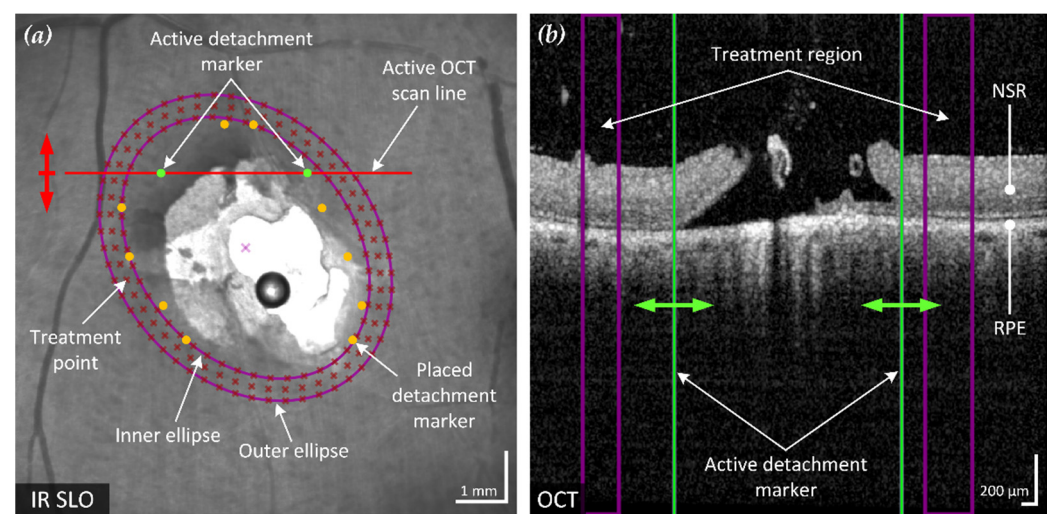 (a)
Active detachment
marker
Active OCT
scan line
Treatment
point
Inner ellipse
Outer ellipse
Placed
detachment
marker
1 mm
IR SLO
(b)
Treatment region
NSR
RPE
Active detachment
marker
200 µm
OCT